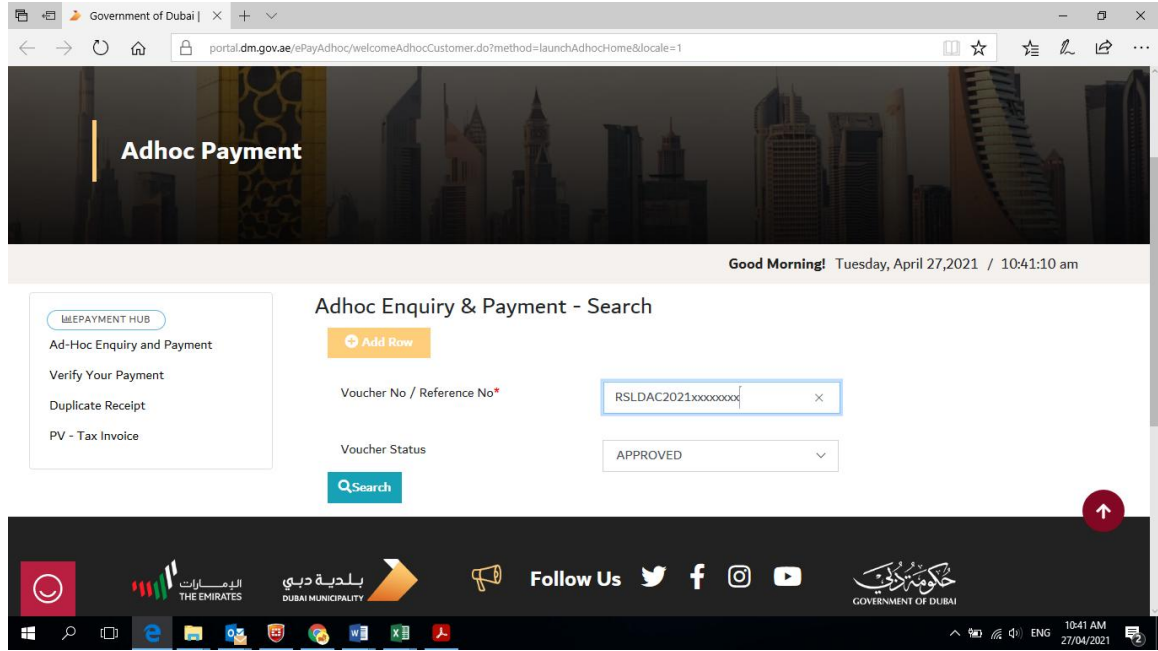 Government of Dubai |
portal.dm.gov.ae/ePayAdhoc/welcomeAdhocCustomer.do?method=launchAdhocHome&locale=1
Adhoc Payment
Good Morning! Tuesday, April 27,2021 / 10:41:10 am
EPAYMENT HUB
Ad-Hoc Enquiry and Payment
Verify Your Payment
Duplicate Receipt
PV - Tax Invoice
Adhoc Enquiry & Payment - Search
Add Row
Voucher No / Reference No*
RSLDAC2021xxxxxxxx
Voucher Status
APPROVED
Search
THE EMIRATES
بلدية دبي
DUBAI MUNICIPALITY
Follow Us
حكومة دبي
GOVERNMENT OF DUBAI
ENG
10:41 AM
27/04/2021
2